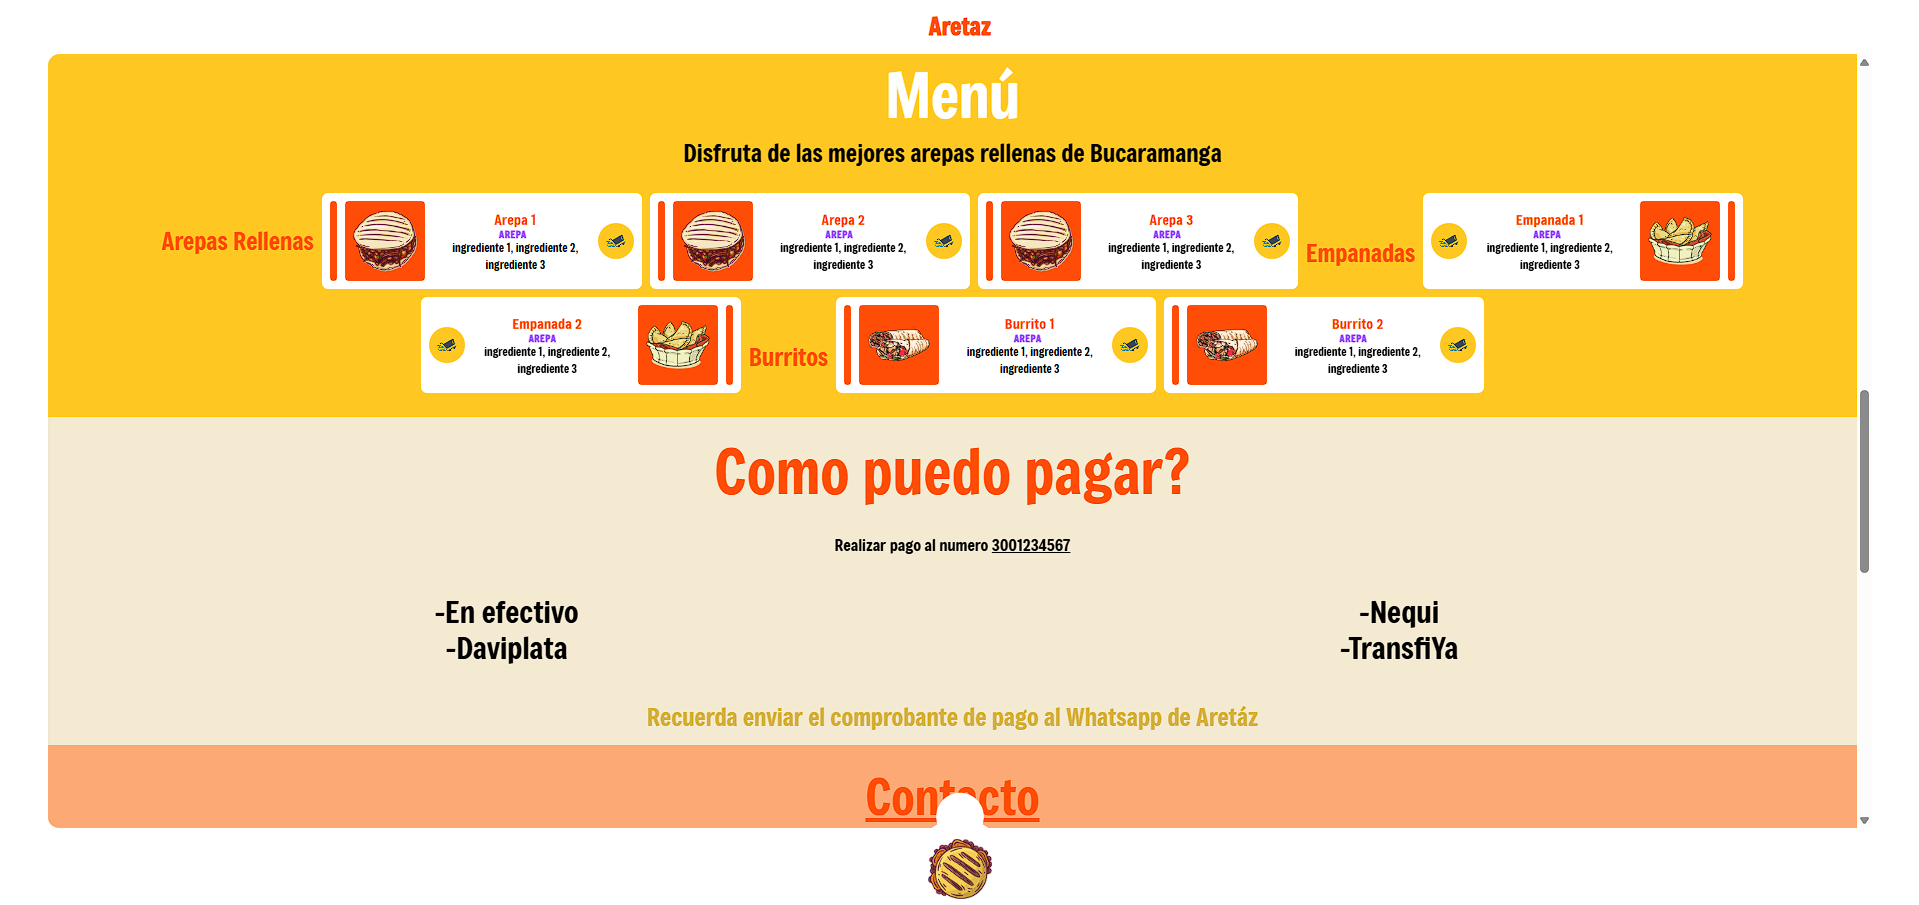 Aretaz
Menú
Disfruta de las mejores arepas rellenas de Bucaramanga
Arepas Rellenas
Arepa 1
AREPA
ingrediente 1, ingrediente 2,
ingrediente 3
Arepa 2
AREPA
ingrediente 1, ingrediente 2,
ingrediente 3
Arepa 3
AREPA
ingrediente 1, ingrediente 2,
ingrediente 3
Empanadas
Empanada 1
AREPA
ingrediente 1, ingrediente 2,
ingrediente 3
Empanada 2
AREPA
ingrediente 1, ingrediente 2,
ingrediente 3
Burritos
Burrito 1
AREPA
ingrediente 1, ingrediente 2,
ingrediente 3
Burrito 2
AREPA
ingrediente 1, ingrediente 2,
ingrediente 3
Como puedo pagar?
Realizar pago al numero 3001234567
-En efectivo
-Daviplata
-Nequi
-TransfiYa
Recuerda enviar el comprobante de pago al Whatsapp de Aretáz
Contacto